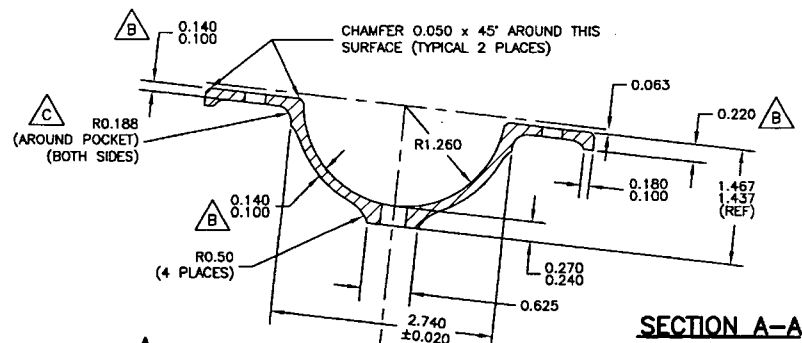 B
0.140
0.100
CHAMFER 0.050 x 45° AROUND THIS
SURFACE (TYPICAL 2 PLACES)
0.063
0.220
B
C
R0.188
(AROUND POCKET)
(BOTH SIDES)
R1.260
0.140
0.100
B
0.180
0.100
1.467
1.437
(REF)
R0.50
(4 PLACES)
0.270
0.240
0.625
2.740
±0.020
SECTION A-A
A